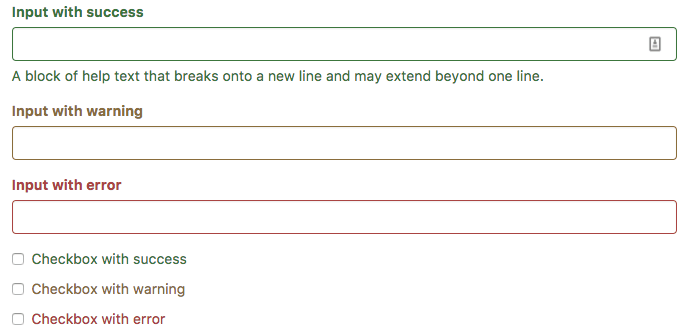 Input with success
A block of help text that breaks onto a new line and may extend beyond one line.
Input with warning
Input with error
Checkbox with success
Checkbox with warning
Checkbox with error